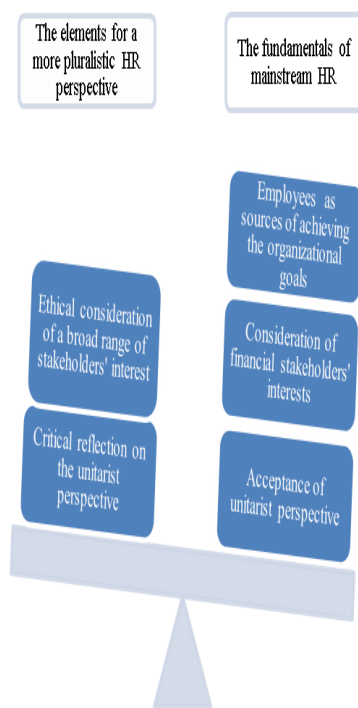 The elements for a
more pluralistic HR
perspective
The fundamentals of
mainstream HR
Employees as
sources of achieving
the organizational
goals
Ethical consideration
of a broad range of
stakeholders' interest
Consideration of
financial stakeholders'
interests
Critical reflection on
the unitarist
perspective
Acceptance of
unitarist perspective